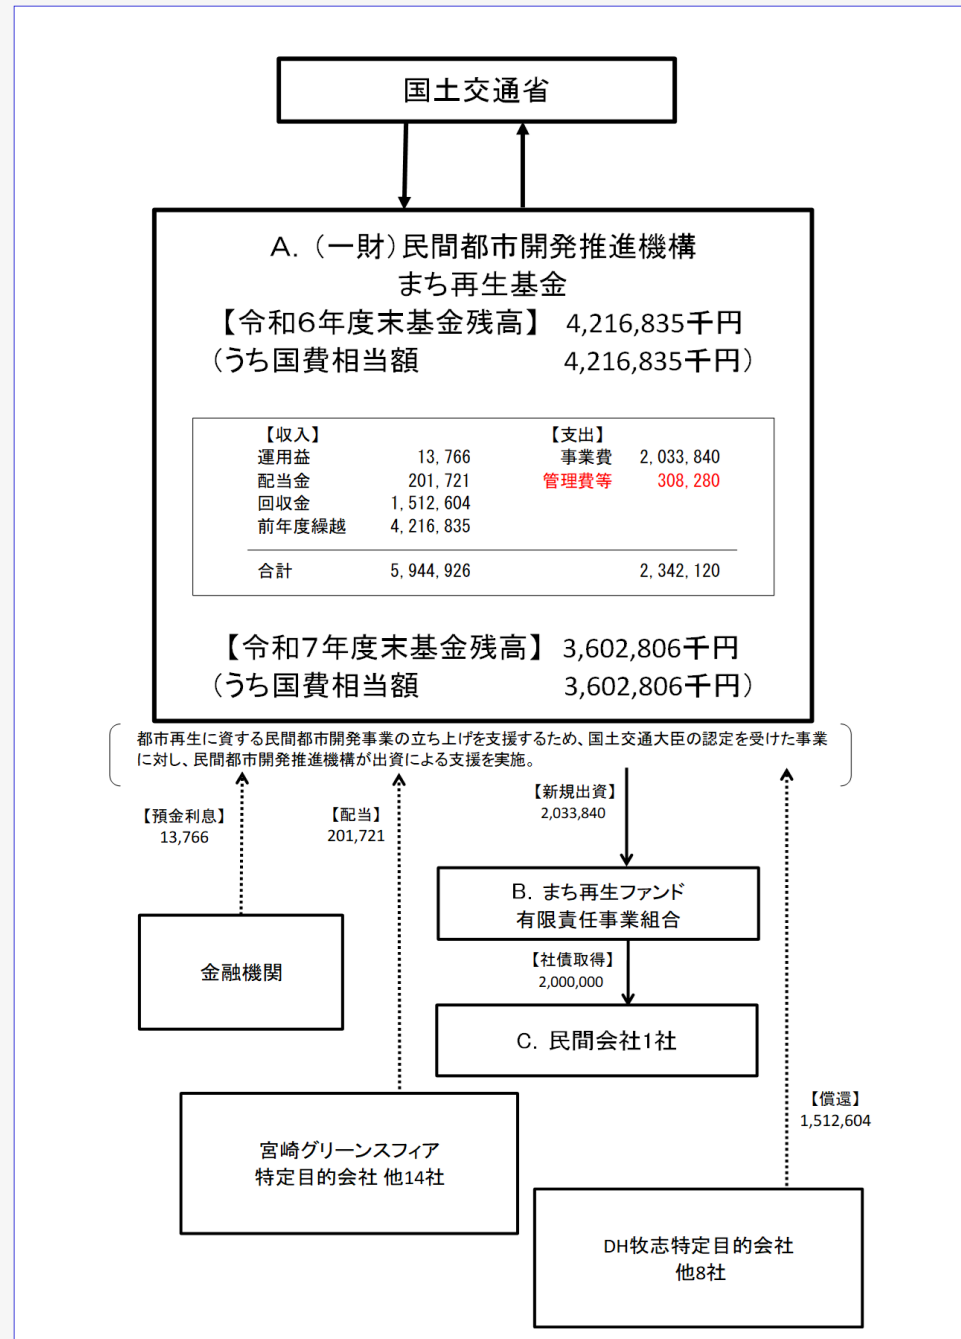 国土交通省
A.（一財）民間都市開発推進機構
まち再生基金
【令和6年度末基金残高】 4,216,835千円
（うち国費相当額 4,216,835千円）
【収入】 【支出】
運用益 13,766 事業費 2,033,840
配当金 201,721 管理費等 308,280
回収金 1,512,604
前年度繰越 4,216,835
合計 5,944,926 2,342,120
【令和7年度末基金残高】 3,602,806千円
（うち国費相当額 3,602,806千円）
都市再生に資する民間都市開発事業の立ち上げを支援するため、国土交通大臣の認定を受けた事業
に対し、民間都市開発推進機構が出資による支援を実施。
【預金利息】
13,766
【配当】
201,721
【新規出資】
2,033,840
B. まち再生ファンド
有限責任事業組合
金融機関
【社債取得】
2,000,000
C. 民間会社1社
【償還】
1,512,604
宮崎グリーンスフィア
特定目的会社 他14社
DH牧志特定目的会社
他8社